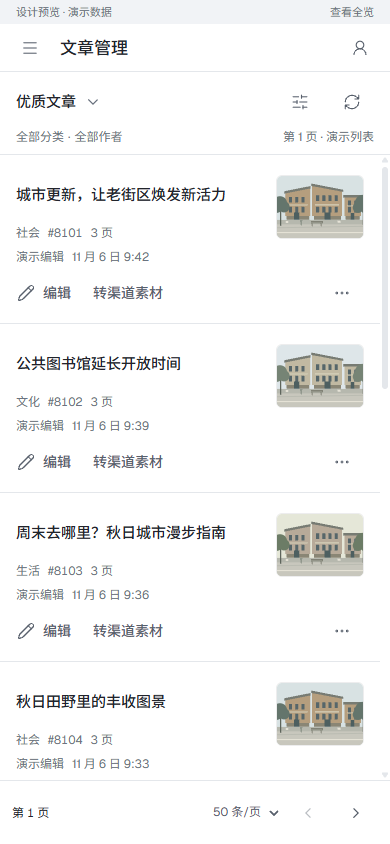 设计预览 · 演示数据 查看全览
文章管理
优质文章
全部分类 · 全部作者 第 1 页 · 演示列表
城市更新，让老街区焕发新活力
社会 #8101 3 页
演示编辑 11 月 6 日 9:42
编辑 转渠道素材
公共图书馆延长开放时间
文化 #8102 3 页
演示编辑 11 月 6 日 9:39
编辑 转渠道素材
周末去哪里？秋日城市漫步指南
生活 #8103 3 页
演示编辑 11 月 6 日 9:36
编辑 转渠道素材
秋日田野里的丰收图景
社会 #8104 3 页
演示编辑 11 月 6 日 9:33
第 1 页 50 条/页